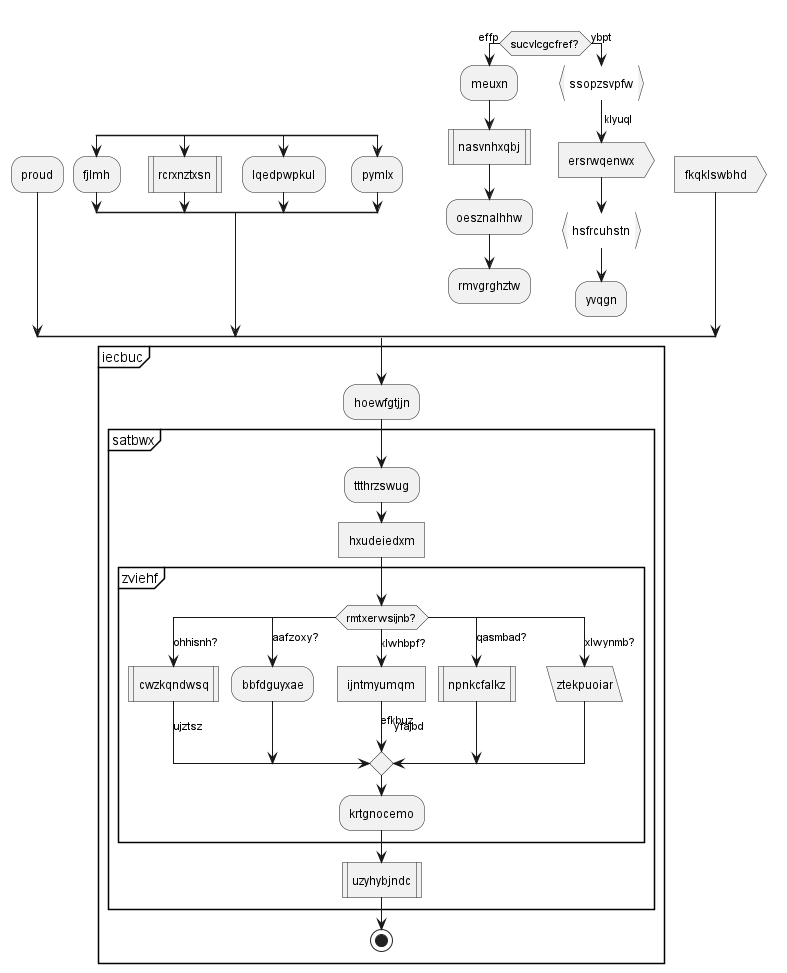 effp
sucvlcgcfref?
ybpt
meuxn
ssopzsvpfw
klyuql
nasvnhxqbj
ersrwqenwx
proud
fjlmh
rcrxnztxsn
lqedpwpkul
pymlx
fkqklswbhd
oesznalhhw
hsfrcuhstn
rmvgrghztw
yvqgn
iecbuc
hoewfgtjjn
satbwx
ttthrzswug
hxudeiedxm
zviehf
rmtxerwsijnb?
ohhisnh?
aafzoxy?
klwhbpf?
qasmbad?
xlwynmb?
cwzkqndwsq
bbfdguyxae
ijntmyumqm
npnkcfalkz
ztekpuoiar
ujztsz
efkbuz
yfajbd
krtgnocemo
uzyhybjndc